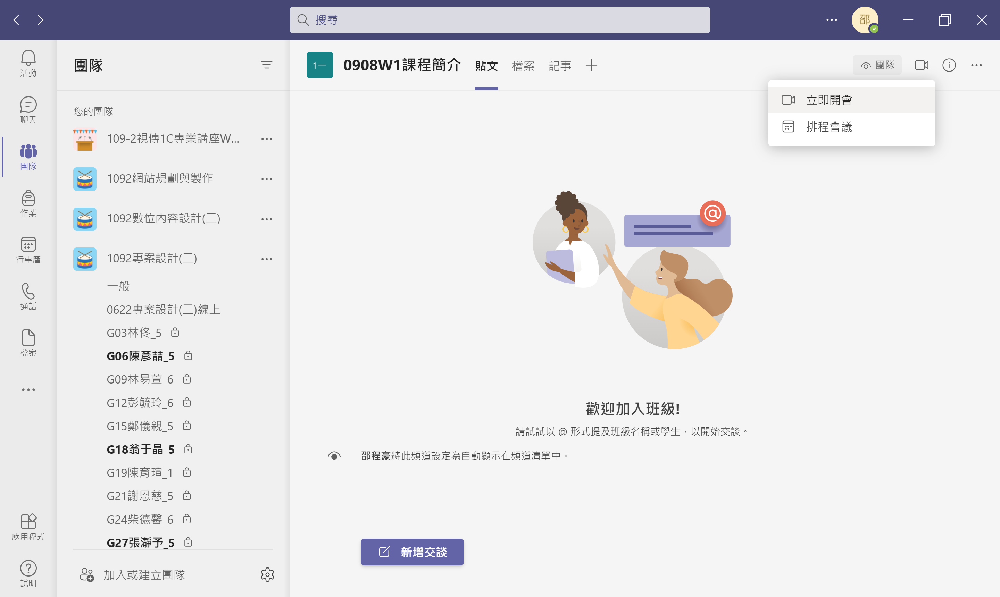 搜尋
邵
活動
聊天
團隊
作業
行事曆
通話
檔案
應用程式
說明
團隊
您的團隊
109-2視傳1C專業講座W...
1092網站規劃與製作
1092數位內容設計(二)
1092專案設計(二)
一般
0622專案設計(二)線上
G03林佟_5
G06陳彥喆_5
G09林易萱_6
G12彭毓玲_6
G15鄭儀親_5
G18翁于晶_5
G19陳育瑄_1
G21謝恩慈_5
G24柴德馨_6
G27張瀞予_5
加入或建立團隊
1一
0908W1課程簡介
貼文
檔案
記事
團隊
立即開會
排程會議
@
歡迎加入班級!
請試試以 @ 形式提及班級名稱或學生，以開始交談。
邵程豪將此頻道設定為自動顯示在頻道清單中。
新增交談